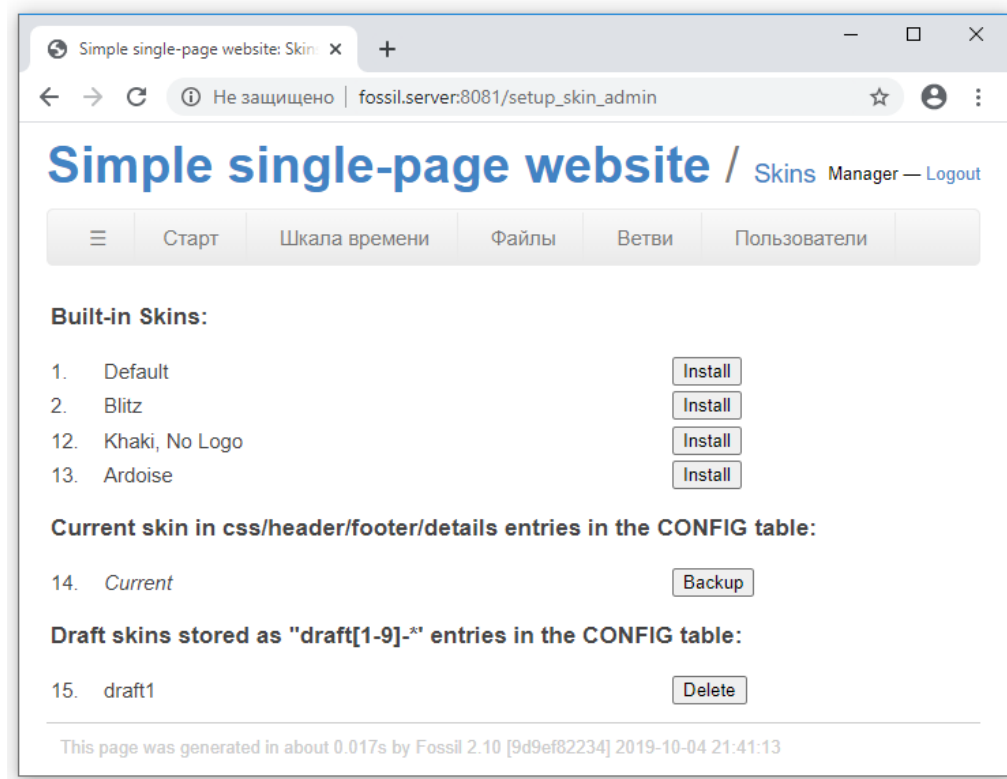 Simple single-page website: Skin
Не защищено | fossil.server:8081/setup_skin_admin
Simple single-page website / Skins Manager — Logout
☰ Старт Шкала времени Файлы Ветви Пользователи
Built-in Skins:
1. Default Install
2. Blitz Install
12. Khaki, No Logo Install
13. Ardoise Install
Current skin in css/header/footer/details entries in the CONFIG table:
14. Current Backup
Draft skins stored as "draft[1-9]-*' entries in the CONFIG table:
15. draft1 Delete
This page was generated in about 0.017s by Fossil 2.10 [9d9ef82234] 2019-10-04 21:41:13